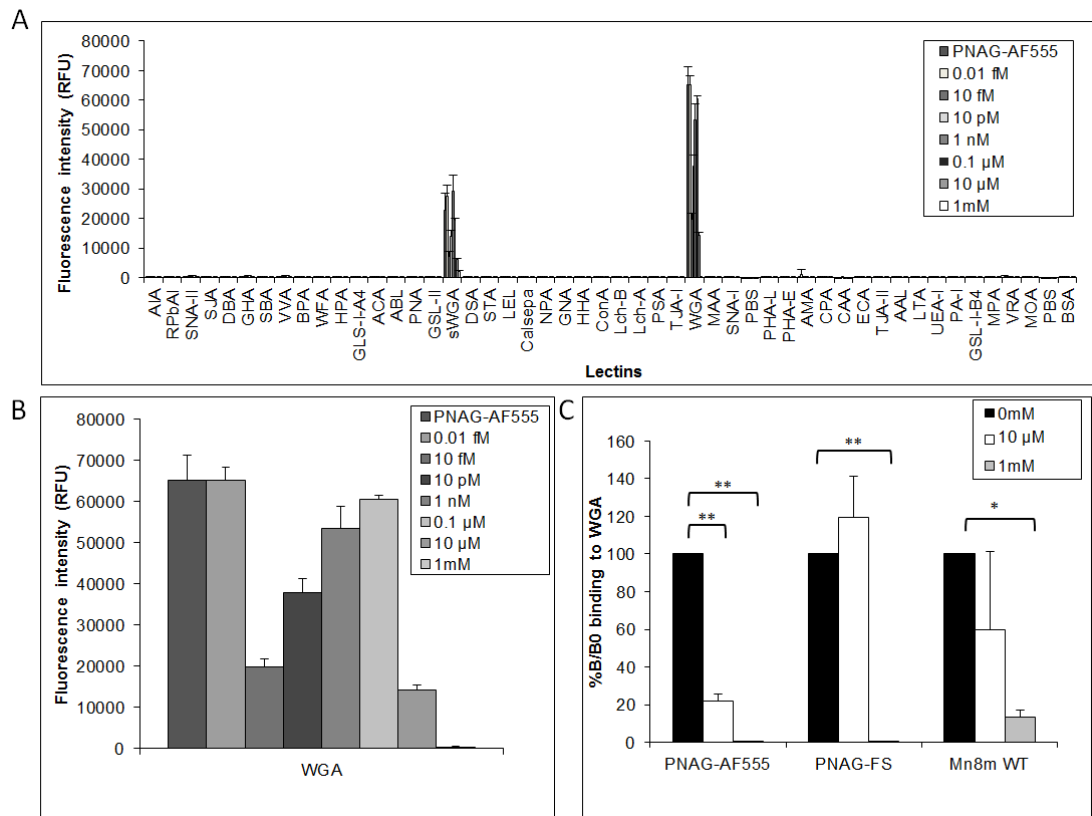 A
Fluorescence intensity (RFU)
80000
70000
60000
50000
40000
30000
20000
10000
0
PNAG-AF555
0.01 fM
10 fM
10 pM
1 nM
0.1 µM
10 µM
1mM
AIA
RPbAI
SNA-II
SJA
DBA
GHA
SBA
VVA
BPA
WFA
HPA
GLS-I-A4
ACA
ABL
PNA
GSL-II
sWGA
DSA
STA
LEL
Calsepa
NPA
GNA
HHA
ConA
Lch-B
Lch-A
PSA
TJA-I
WGA
MAA
SNA-I
PBS
PHA-L
PHA-E
AMA
CPA
CAA
ECA
TJA-II
AAL
LTA
UEA-I
PA-I
GSL-I-B4
MPA
VRA
MOA
PBS
BSA
Lectins
B
Fluorescence intensity (RFU)
80000
70000
60000
50000
40000
30000
20000
10000
0
PNAG-AF555
0.01 fM
10 fM
10 pM
1 nM
0.1 µM
10 µM
1mM
WGA
C
%B/B0 binding to WGA
160
140
120
100
80
60
40
20
0
0mM
10 µM
1mM
**
**
**
*
PNAG-AF555
PNAG-FS
Mn8m WT